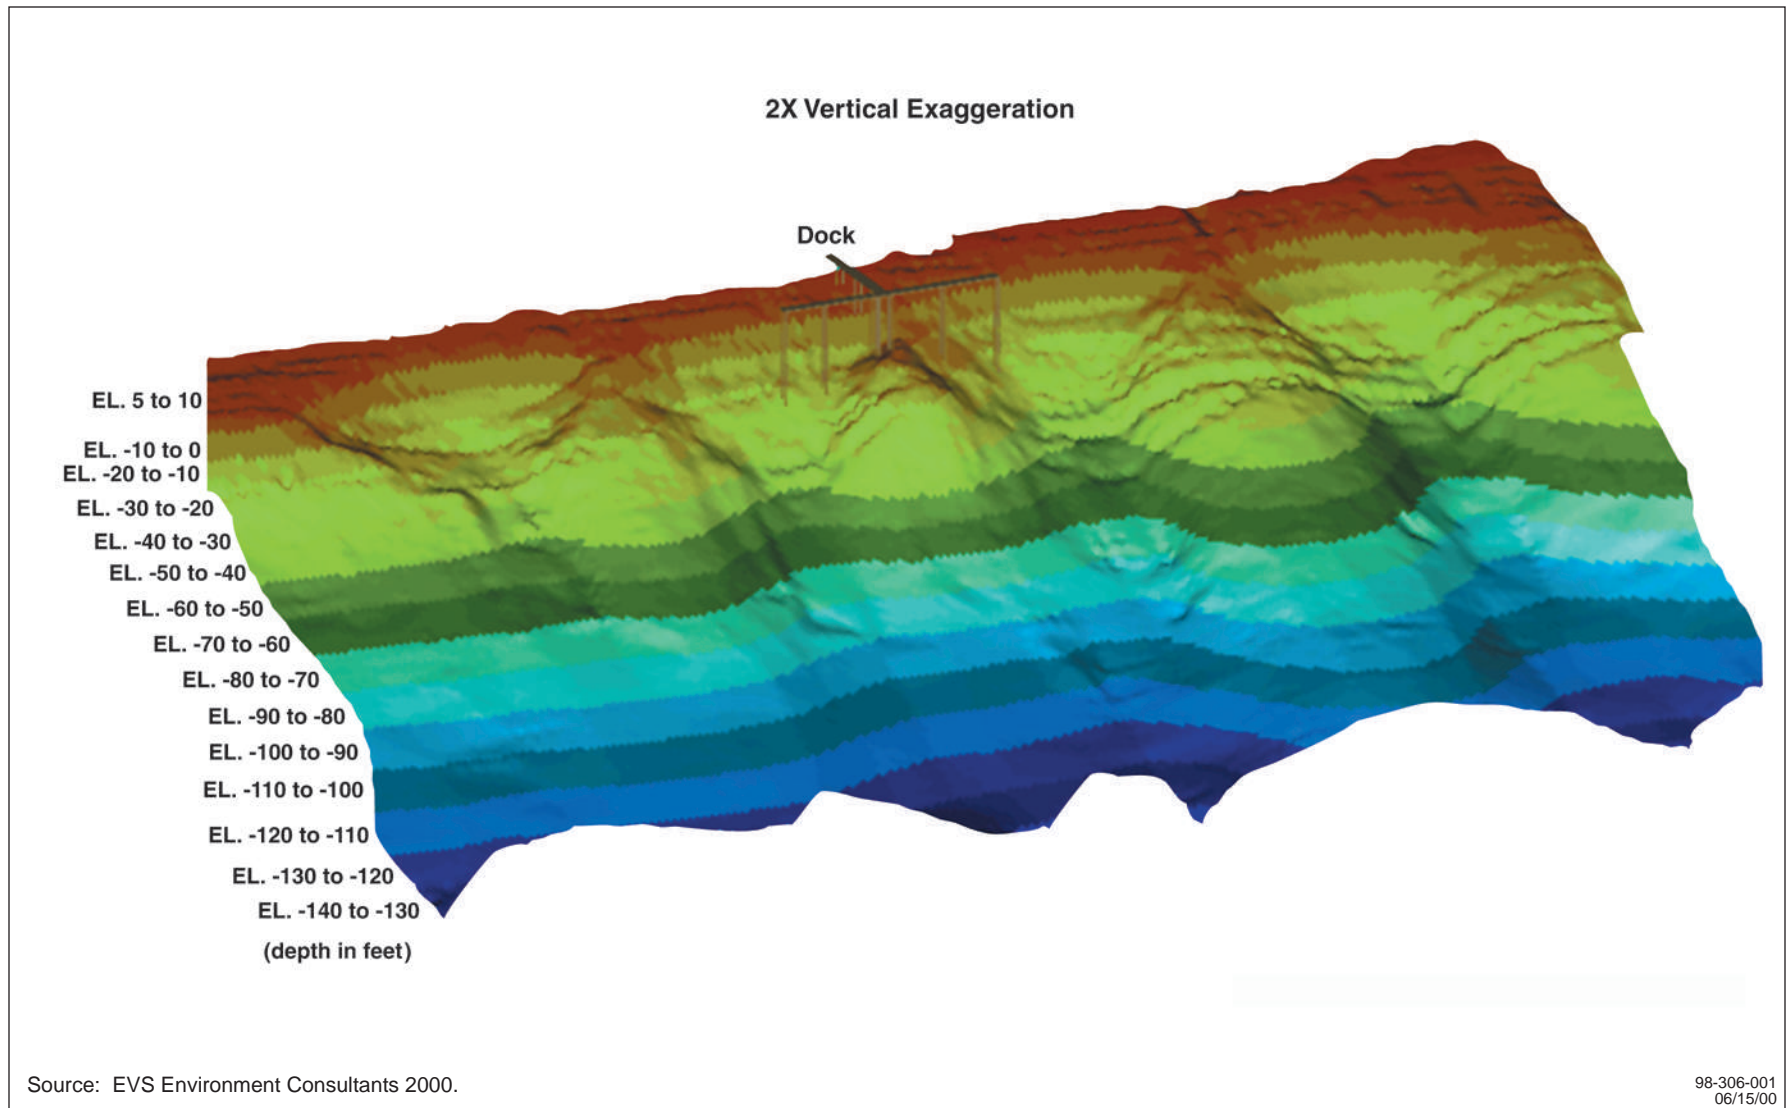 2X Vertical Exaggeration
Dock
EL. 5 to 10
EL. -10 to 0
EL. -20 to -10
EL. -30 to -20
EL. -40 to -30
EL. -50 to -40
EL. -60 to -50
EL. -70 to -60
EL. -80 to -70
EL. -90 to -80
EL. -100 to -90
EL. -110 to -100
EL. -120 to -110
EL. -130 to -120
EL. -140 to -130
(depth in feet)
Source: EVS Environment Consultants 2000.
98-306-001
06/15/00